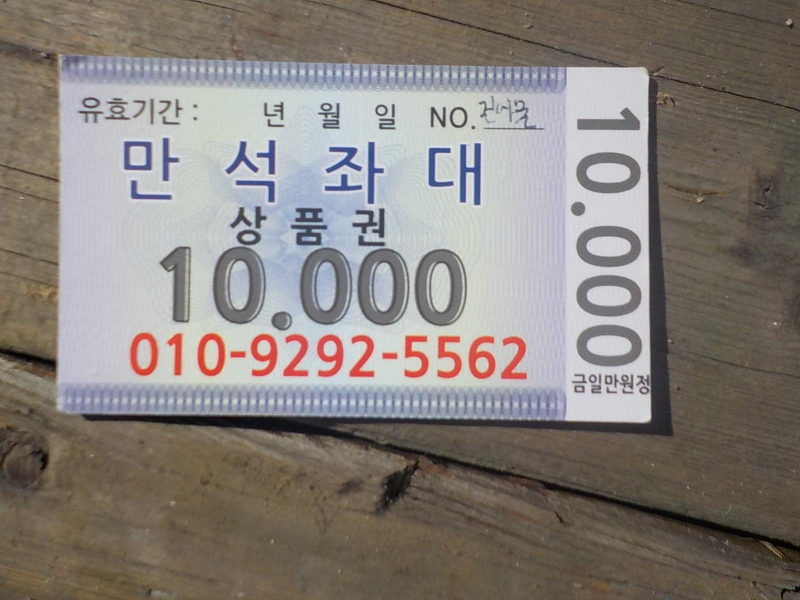 유효기간 : 년 월 일 NO.
만 석 좌 대
상 품 권
10.000
010-9292-5562
10.000
금일만원정